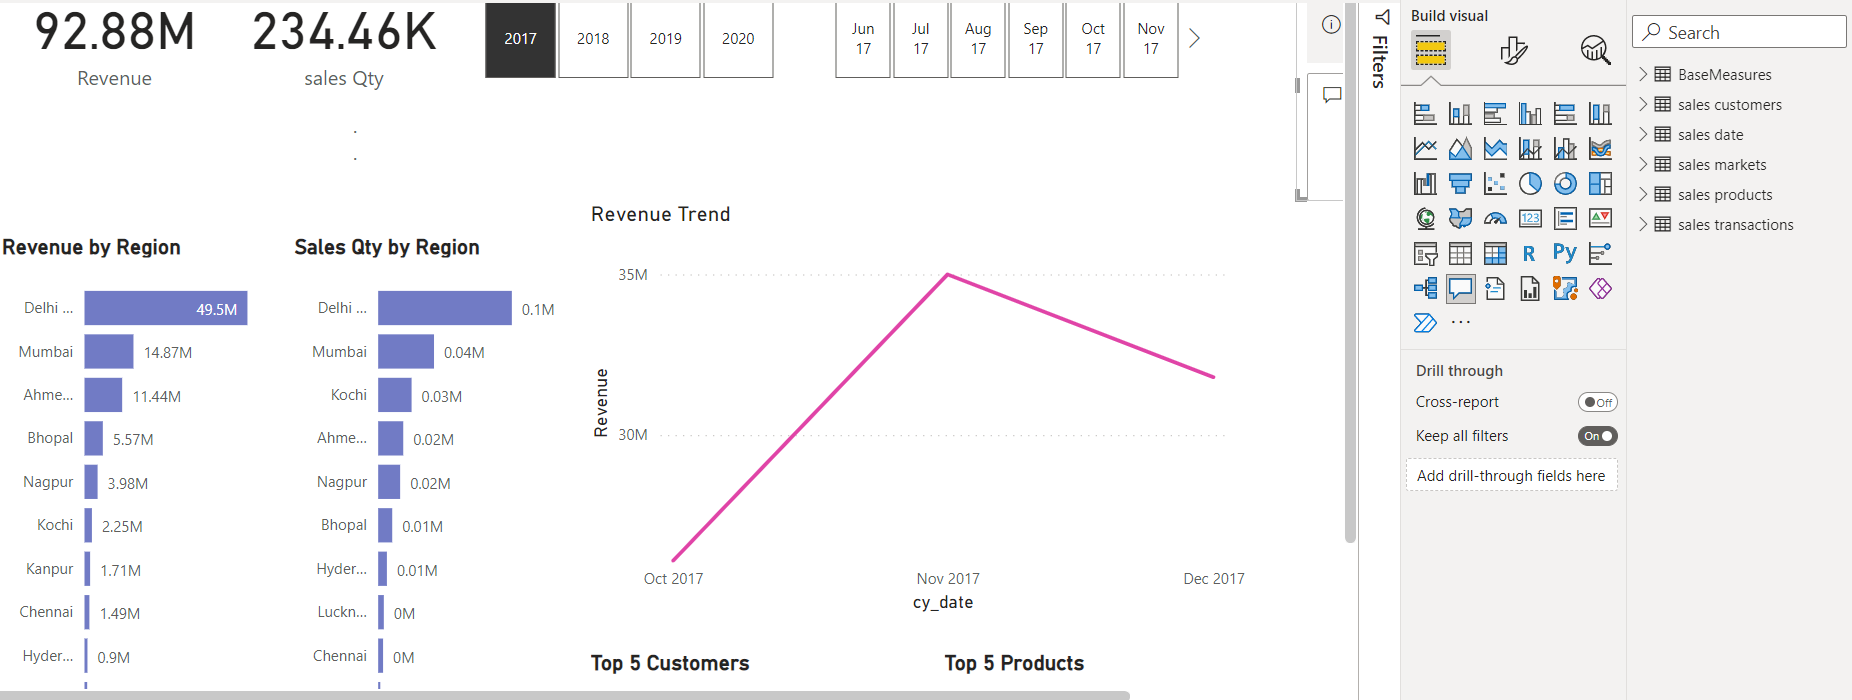 92.88M
Revenue
234.46K
sales Qty
2017
2018
2019
2020
Jun
17
Jul
17
Aug
17
Sep
17
Oct
17
Nov
17
Revenue by Region
Delhi ...
49.5M
Mumbai
14.87M
Ahme...
11.44M
Bhopal
5.57M
Nagpur
3.98M
Kochi
2.25M
Kanpur
1.71M
Chennai
1.49M
Hyder...
0.9M
Sales Qty by Region
Delhi ...
0.1M
Mumbai
0.04M
Kochi
0.03M
Ahme...
0.02M
Nagpur
0.02M
Bhopal
0.01M
Hyder...
0.01M
Luckn...
0M
Chennai
0M
Revenue Trend
35M
30M
Revenue
Oct 2017
Nov 2017
Dec 2017
cy_date
Top 5 Customers
Top 5 Products
Filters
Build visual
123
R
Py
...
Drill through
Cross-report
Off
Keep all filters
On
Add drill-through fields here
Search
BaseMeasures
sales customers
sales date
sales markets
sales products
sales transactions